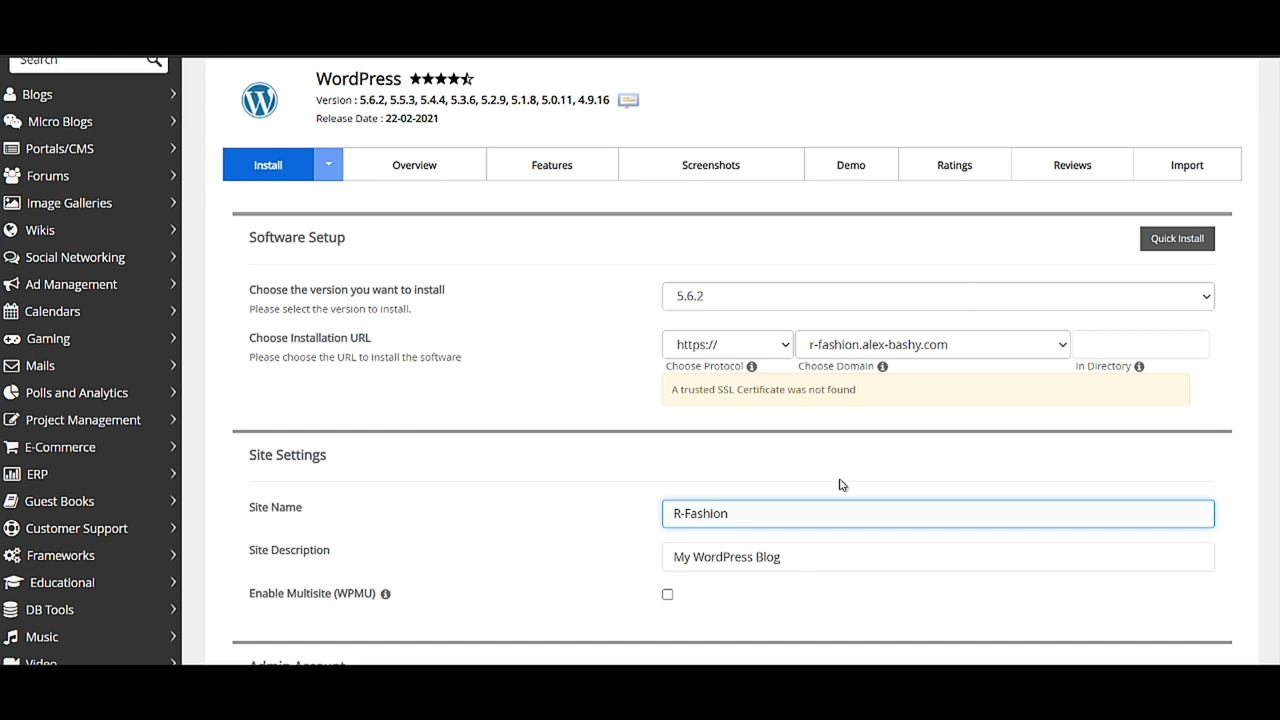 Search
Blogs
Micro Blogs
Portals/CMS
Forums
Image Galleries
Wikis
Social Networking
Ad Management
Calendars
Gaming
Mails
Polls and Analytics
Project Management
E-Commerce
ERP
Guest Books
Customer Support
Frameworks
Educational
DB Tools
Music
Video
WordPress
Version : 5.6.2, 5.5.3, 5.4.4, 5.3.6, 5.2.9, 5.1.8, 5.0.11, 4.9.16
Release Date : 22-02-2021
Install Overview Features Screenshots Demo Ratings Reviews Import
Software Setup
Quick Install
Choose the version you want to install
Please select the version to install.
5.6.2
Choose Installation URL
Please choose the URL to install the software
https:// r-fashion.alex-bashy.com
Choose Protocol Choose Domain In Directory
A trusted SSL Certificate was not found
Site Settings
Site Name
R-Fashion
Site Description
My WordPress Blog
Enable Multisite (WPMU)
Admin Account